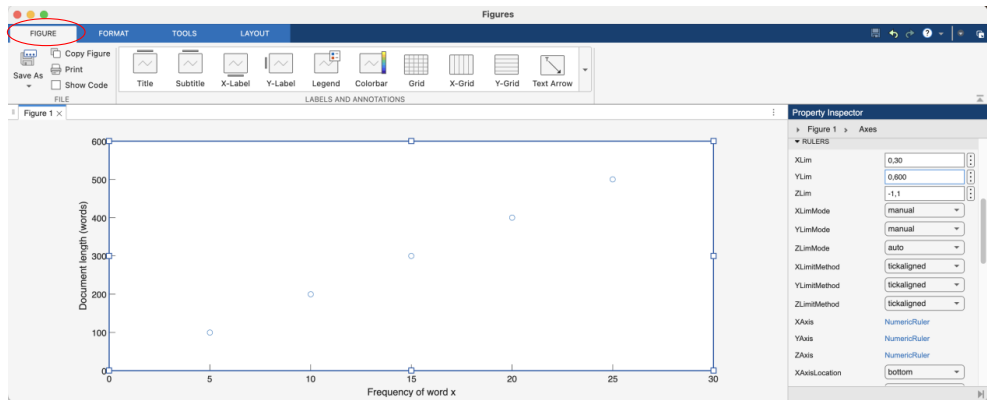 Figures
FIGURE FORMAT TOOLS LAYOUT
Save As
Copy Figure
Print
Show Code
FILE
Title Subtitle X-Label Y-Label Legend Colorbar Grid X-Grid Y-Grid Text Arrow
LABELS AND ANNOTATIONS
Figure 1
600
500
400
300
200
100
0
Document length (words)
0 5 10 15 20 25 30
Frequency of word x
Property Inspector
Figure 1 Axes
RULERS
XLim 0,30
YLim 0,600
ZLim -1,1
XLimMode manual
YLimMode manual
ZLimMode auto
XLimitMethod tickaligned
YLimitMethod tickaligned
ZLimitMethod tickaligned
XAxis NumericRuler
YAxis NumericRuler
ZAxis NumericRuler
XAxisLocation bottom